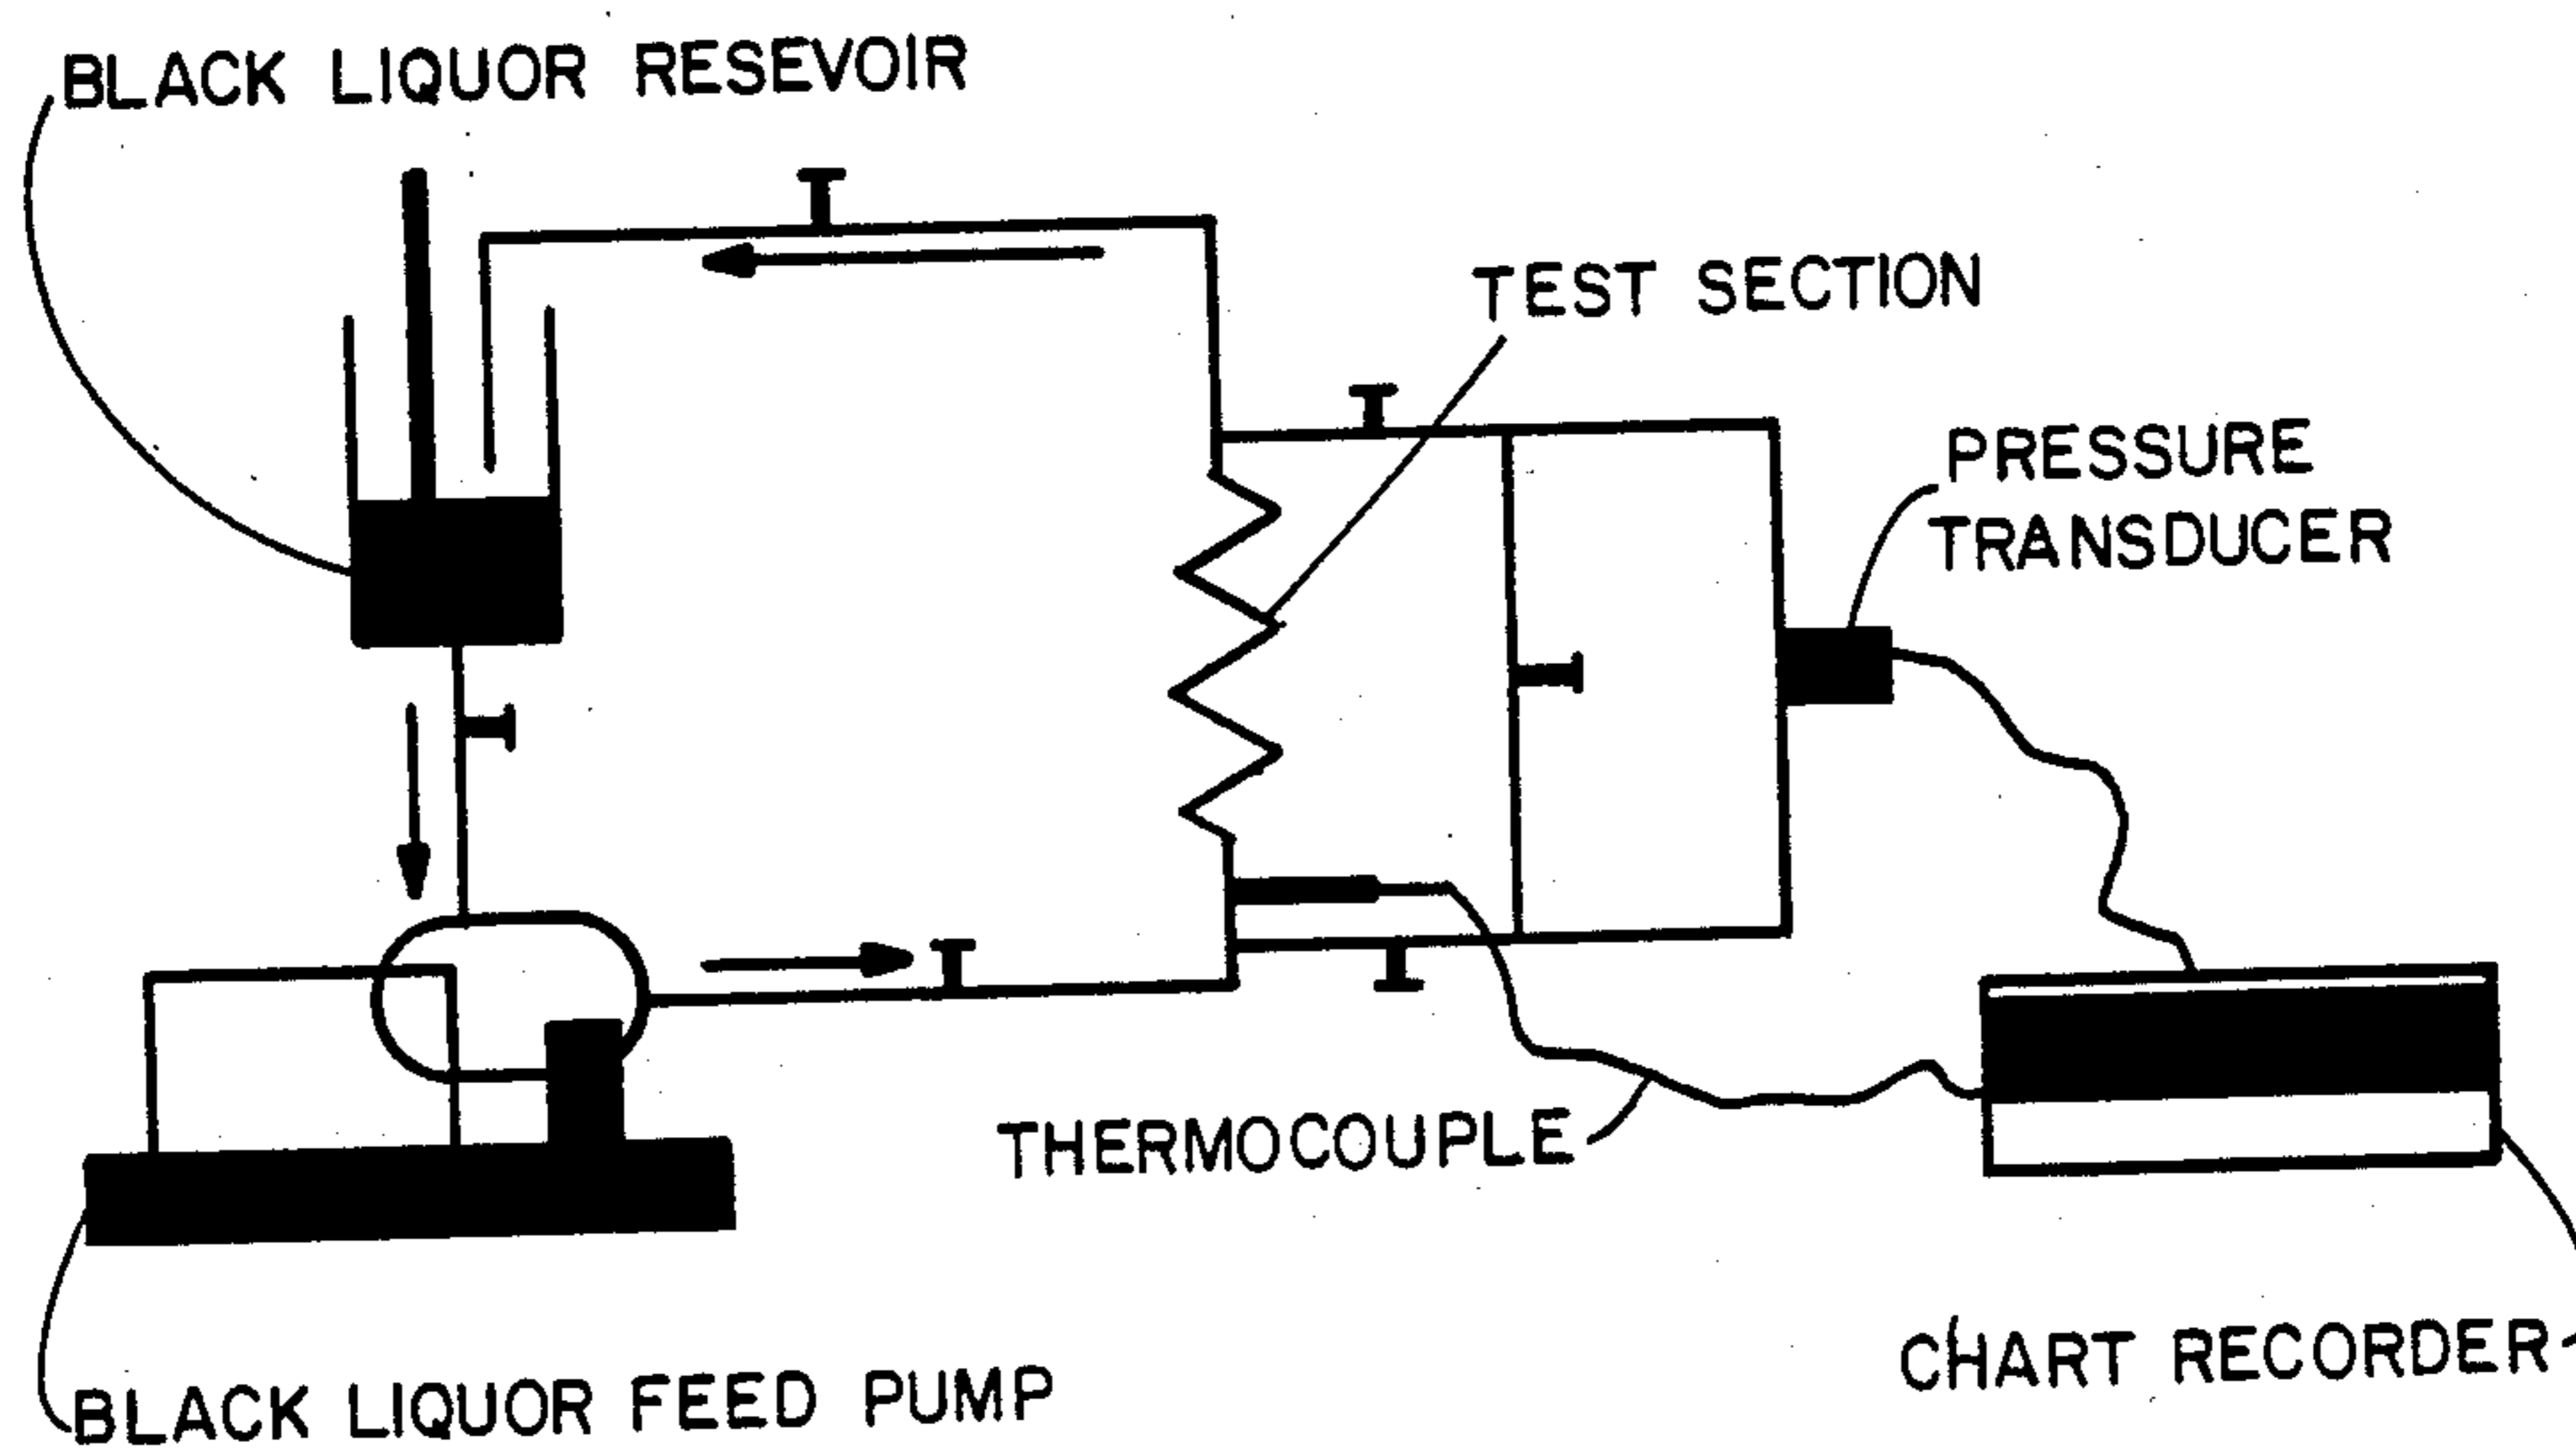 BLACK LIQUOR RESEVOIR
TEST SECTION
PRESSURE
TRANSDUCER
THERMOCOUPLE
CHART RECORDER
BLACK LIQUOR FEED PUMP